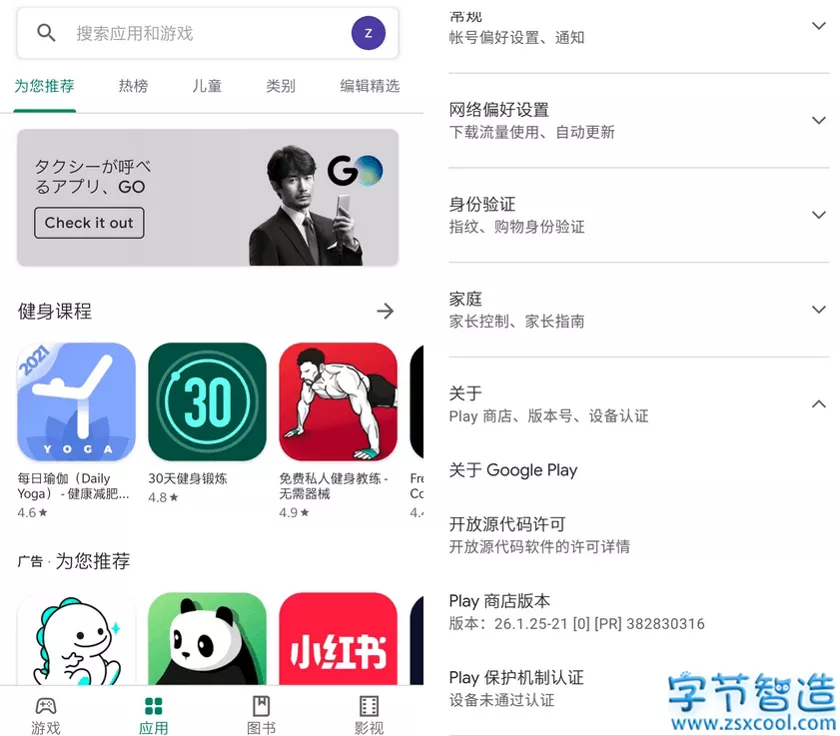 搜索应用和游戏
z
为您推荐
热榜
儿童
类别
编辑精选
タクシーが呼べ
るアプリ、GO
Check it out
GO
健身课程
2021
YOGA
30
每日瑜伽（Daily
Yoga） - 健康减肥...
4.6★
30天健身锻炼
4.8★
免费私人健身教练 -
无需器械
4.9★
广告 · 为您推荐
小红书
游戏
应用
图书
影视
常规
帐号偏好设置、通知
网络偏好设置
下载流量使用、自动更新
身份验证
指纹、购物身份验证
家庭
家长控制、家长指南
关于
Play 商店、版本号、设备认证
关于 Google Play
开放源代码许可
开放源代码软件的许可详情
Play 商店版本
版本：26.1.25-21 [0] [PR] 382830316
Play 保护机制认证
设备未通过认证
字节智造
www.zsxcool.com